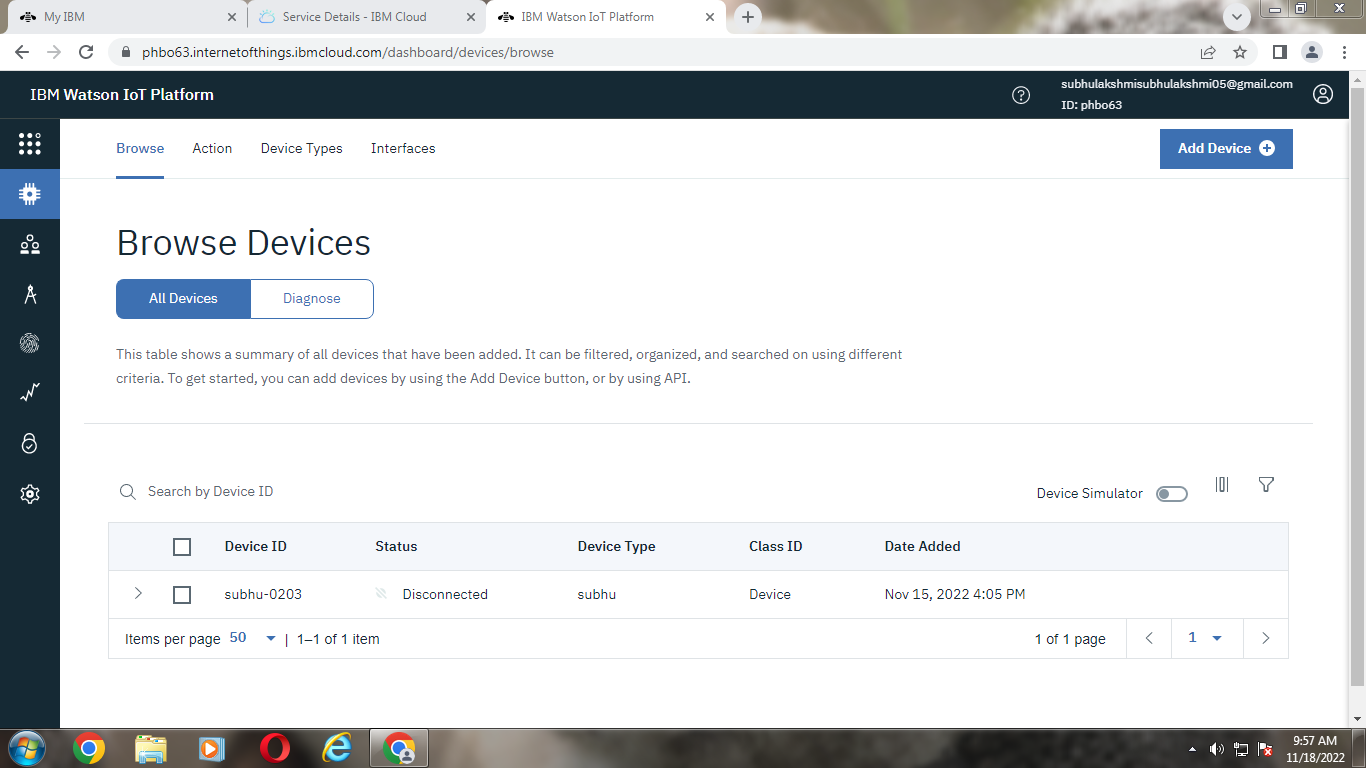 My IBM
Service Details - IBM Cloud
IBM Watson IoT Platform
phbo63.internetofthings.ibmcloud.com/dashboard/devices/browse
IBM Watson IoT Platform
subhulakshmisubhulakshmi05@gmail.com
ID: phbo63
Browse Action Device Types Interfaces
Add Device
Browse Devices
All Devices Diagnose
This table shows a summary of all devices that have been added. It can be filtered, organized, and searched on using different
criteria. To get started, you can add devices by using the Add Device button, or by using API.
Search by Device ID
Device Simulator
Device ID Status Device Type Class ID Date Added
subhu-0203 Disconnected subhu Device Nov 15, 2022 4:05 PM
Items per page 50 | 1–1 of 1 item 1 of 1 page 1
9:57 AM
11/18/2022